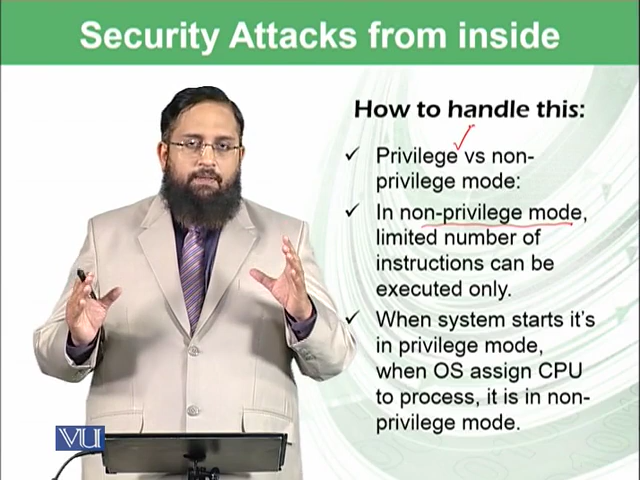 Security Attacks from inside
How to handle this:
✓ Privilege vs non-
privilege mode:
✓ In non-privilege mode,
limited number of
instructions can be
executed only.
✓ When system starts it's
in privilege mode,
when OS assign CPU
to process, it is in non-
privilege mode.
VU